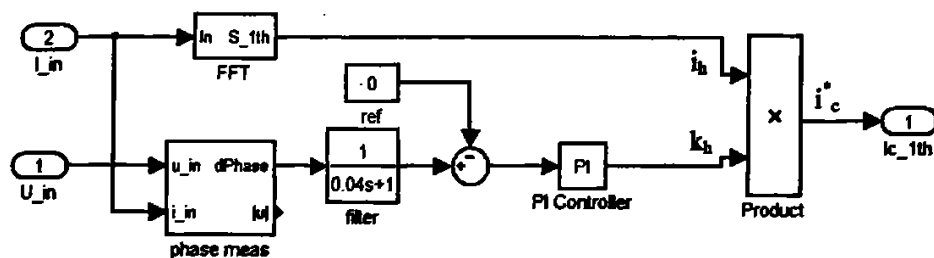 2
I_in
In S_1th
FFT
i_h
0
ref
×
i*_c
1
Ic_1th
1
U_in
u_in dPhase
i_in |u|
phase meas
1
0.04s+1
filter
+ −
PI
PI Controller
k_h
Product